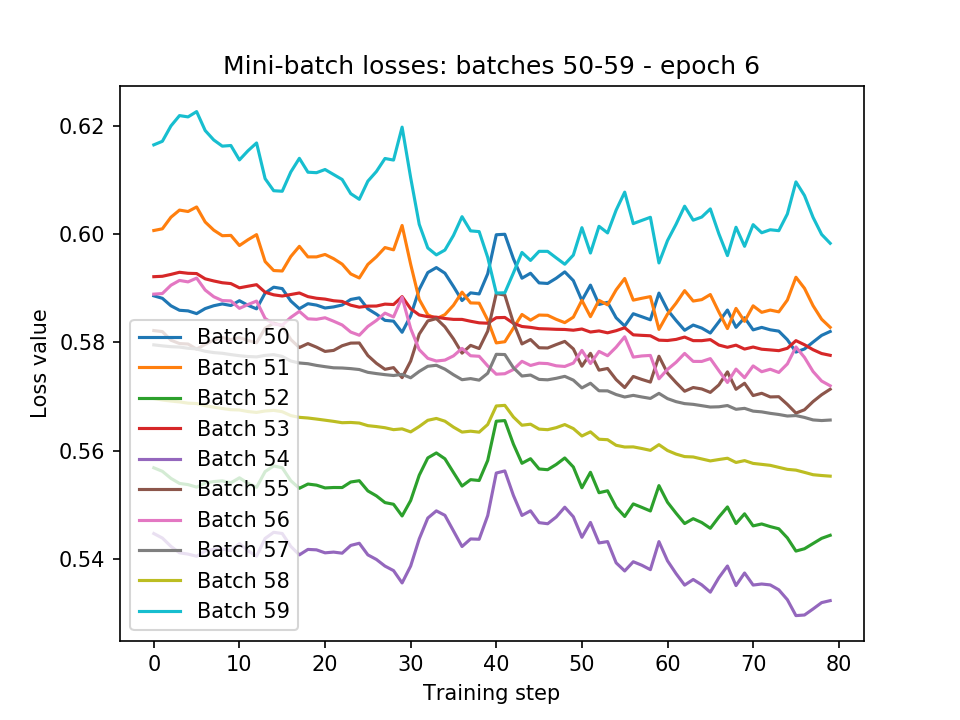 Mini-batch losses: batches 50-59 - epoch 6
Loss value
0.62
0.60
0.58
0.56
0.54
Batch 50
Batch 51
Batch 52
Batch 53
Batch 54
Batch 55
Batch 56
Batch 57
Batch 58
Batch 59
0 10 20 30 40 50 60 70 80
Training step